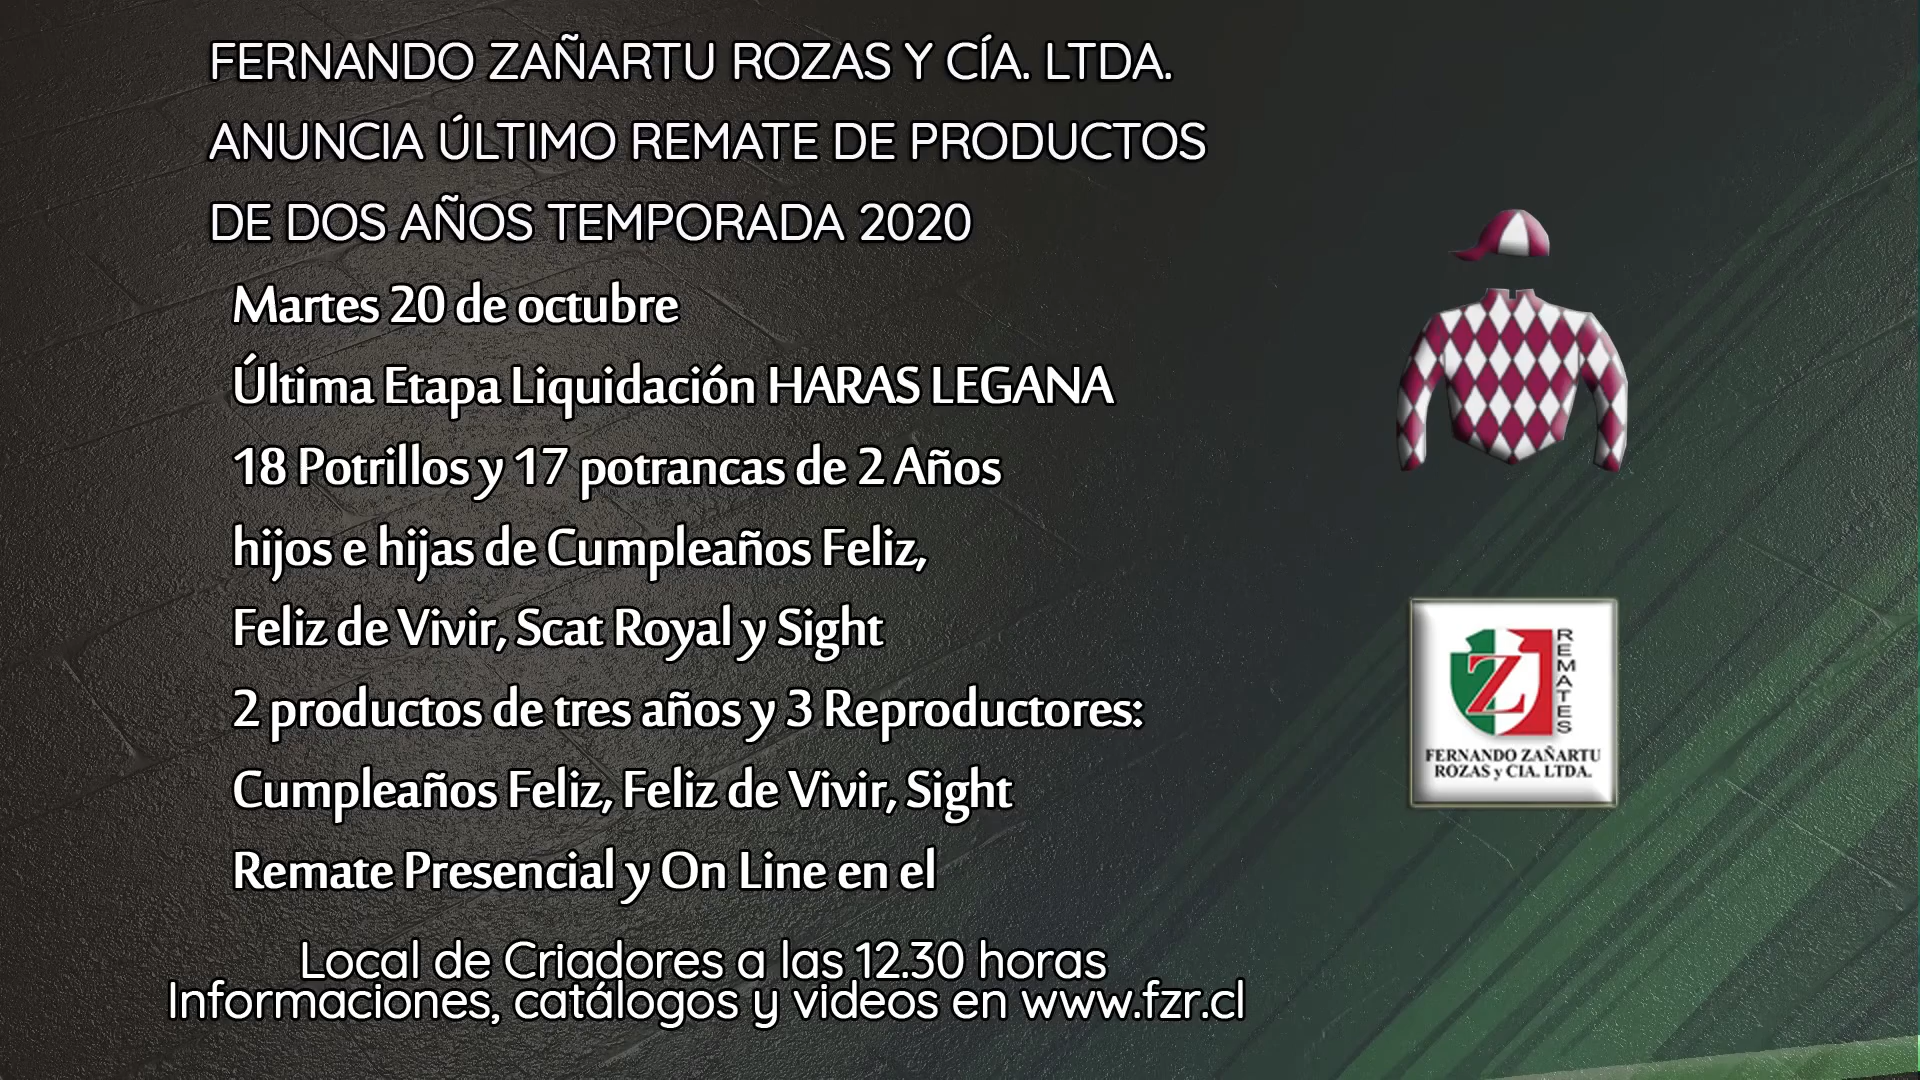 FERNANDO ZAÑARTU ROZAS Y CÍA. LTDA.
ANUNCIA ÚLTIMO REMATE DE PRODUCTOS
DE DOS AÑOS TEMPORADA 2020
Martes 20 de octubre
Última Etapa Liquidación HARAS LEGANA
18 Potrillos y 17 potrancas de 2 Años
hijos e hijas de Cumpleaños Feliz,
Feliz de Vivir, Scat Royal y Sight
2 productos de tres años y 3 Reproductores:
Cumpleaños Feliz, Feliz de Vivir, Sight
Remate Presencial y On Line en el
Local de Criadores a las 12.30 horas
Informaciones, catálogos y videos en www.fzr.cl
Z
REMATES
FERNANDO ZAÑARTU
ROZAS y CIA. LTDA.